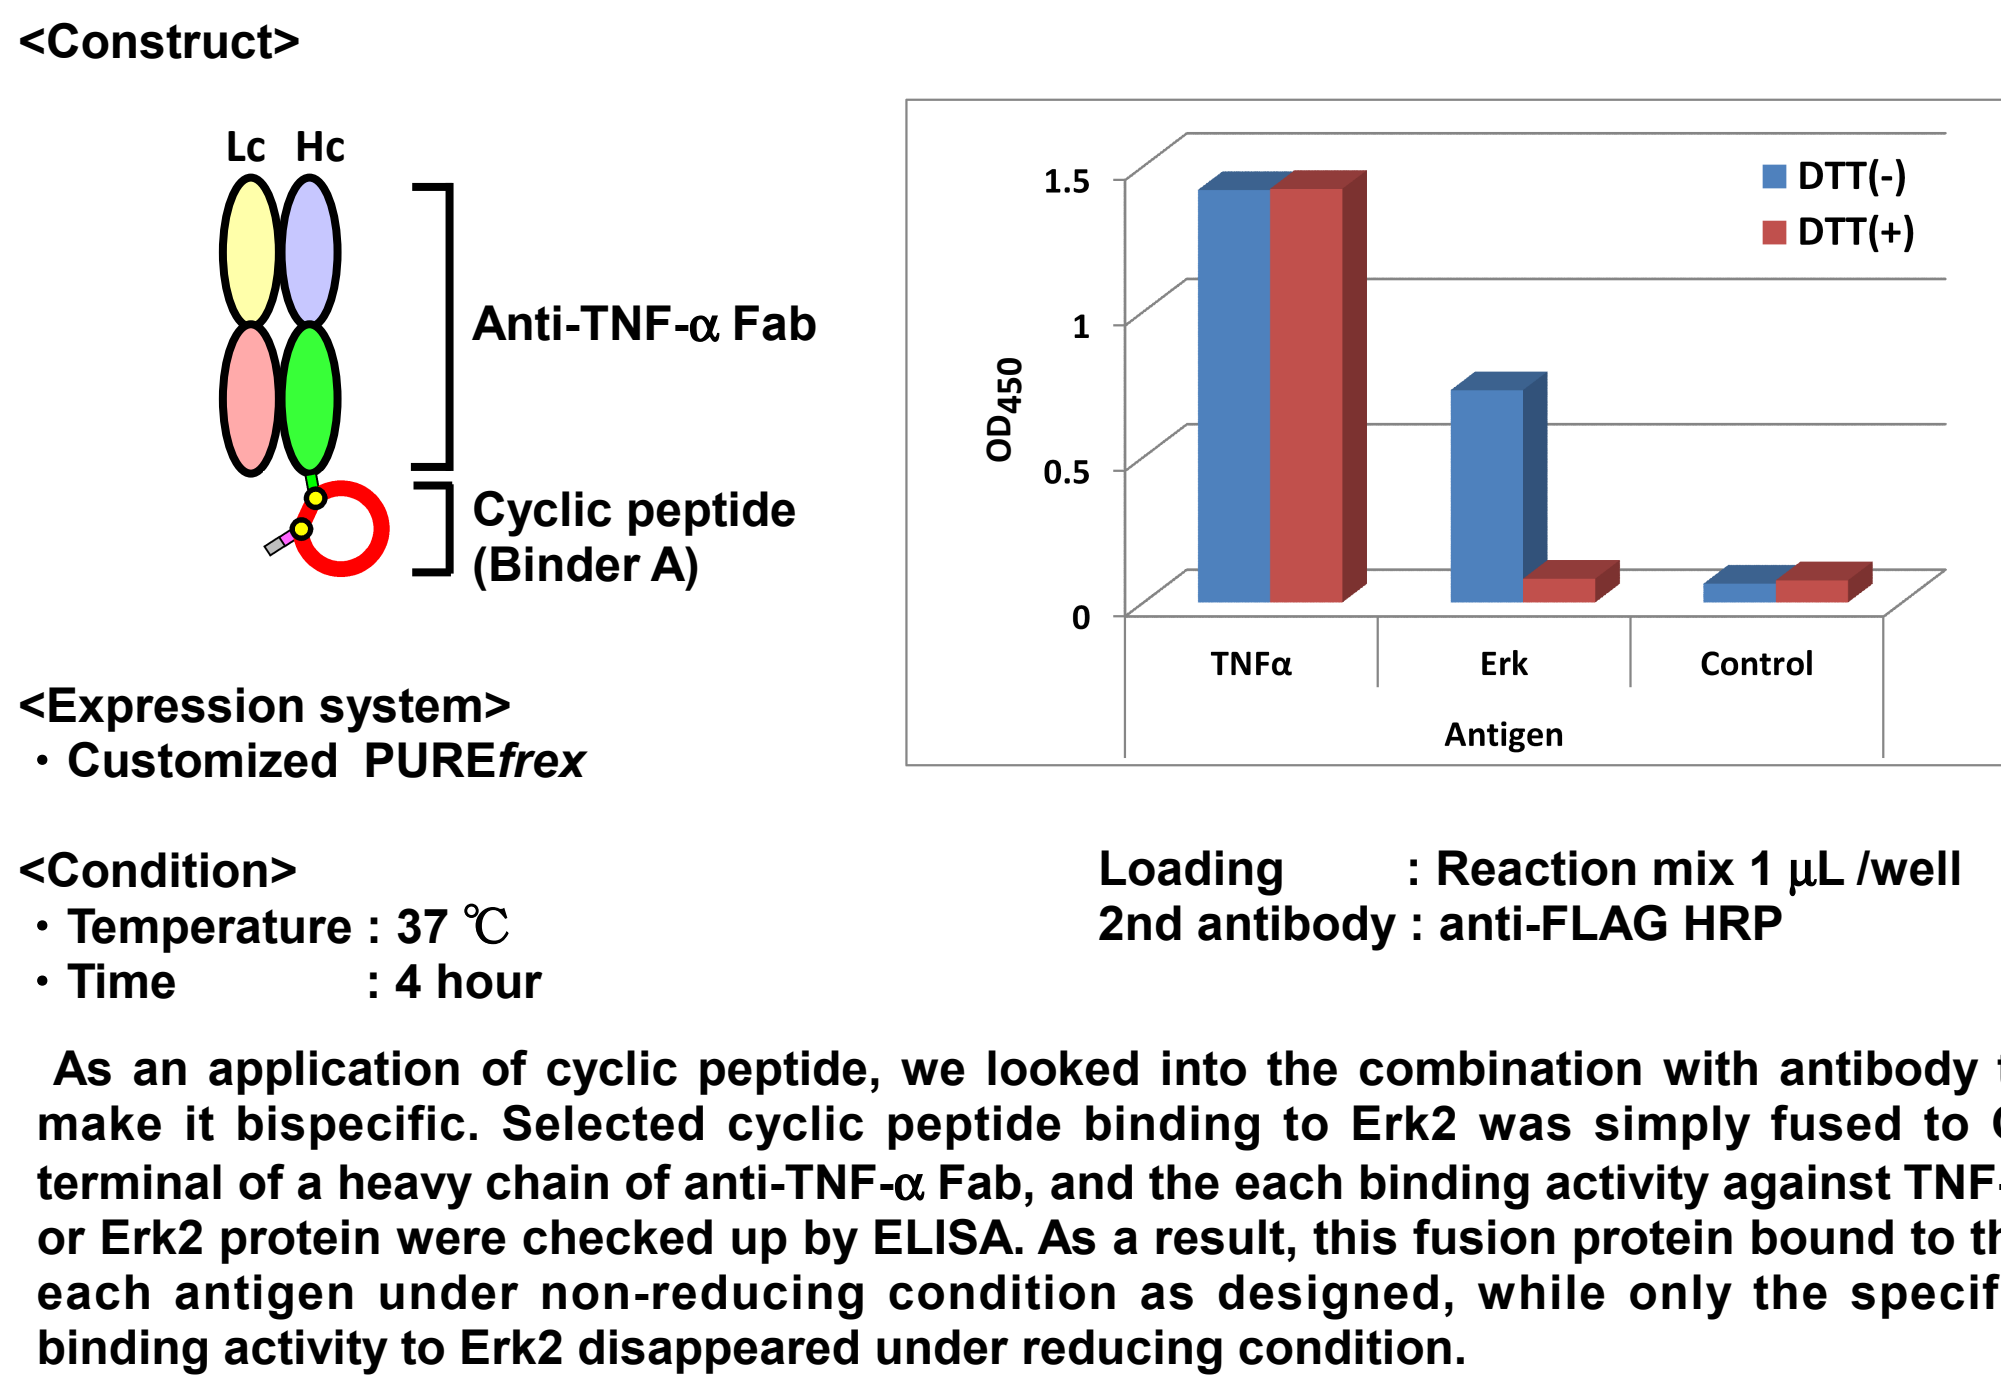 <Construct>
Lc Hc
Anti-TNF-α Fab
Cyclic peptide
(Binder A)
<Expression system>
・Customized PUREfrex
<Condition>
・Temperature : 37 ℃
・Time : 4 hour
1.5
1
0.5
0
OD450
DTT(-)
DTT(+)
TNFα Erk Control
Antigen
Loading : Reaction mix 1 μL /well
2nd antibody : anti-FLAG HRP
As an application of cyclic peptide, we looked into the combination with antibody
make it bispecific. Selected cyclic peptide binding to Erk2 was simply fused to
terminal of a heavy chain of anti-TNF-α Fab, and the each binding activity against TNF-
or Erk2 protein were checked up by ELISA. As a result, this fusion protein bound to
each antigen under non-reducing condition as designed, while only the specif
binding activity to Erk2 disappeared under reducing condition.